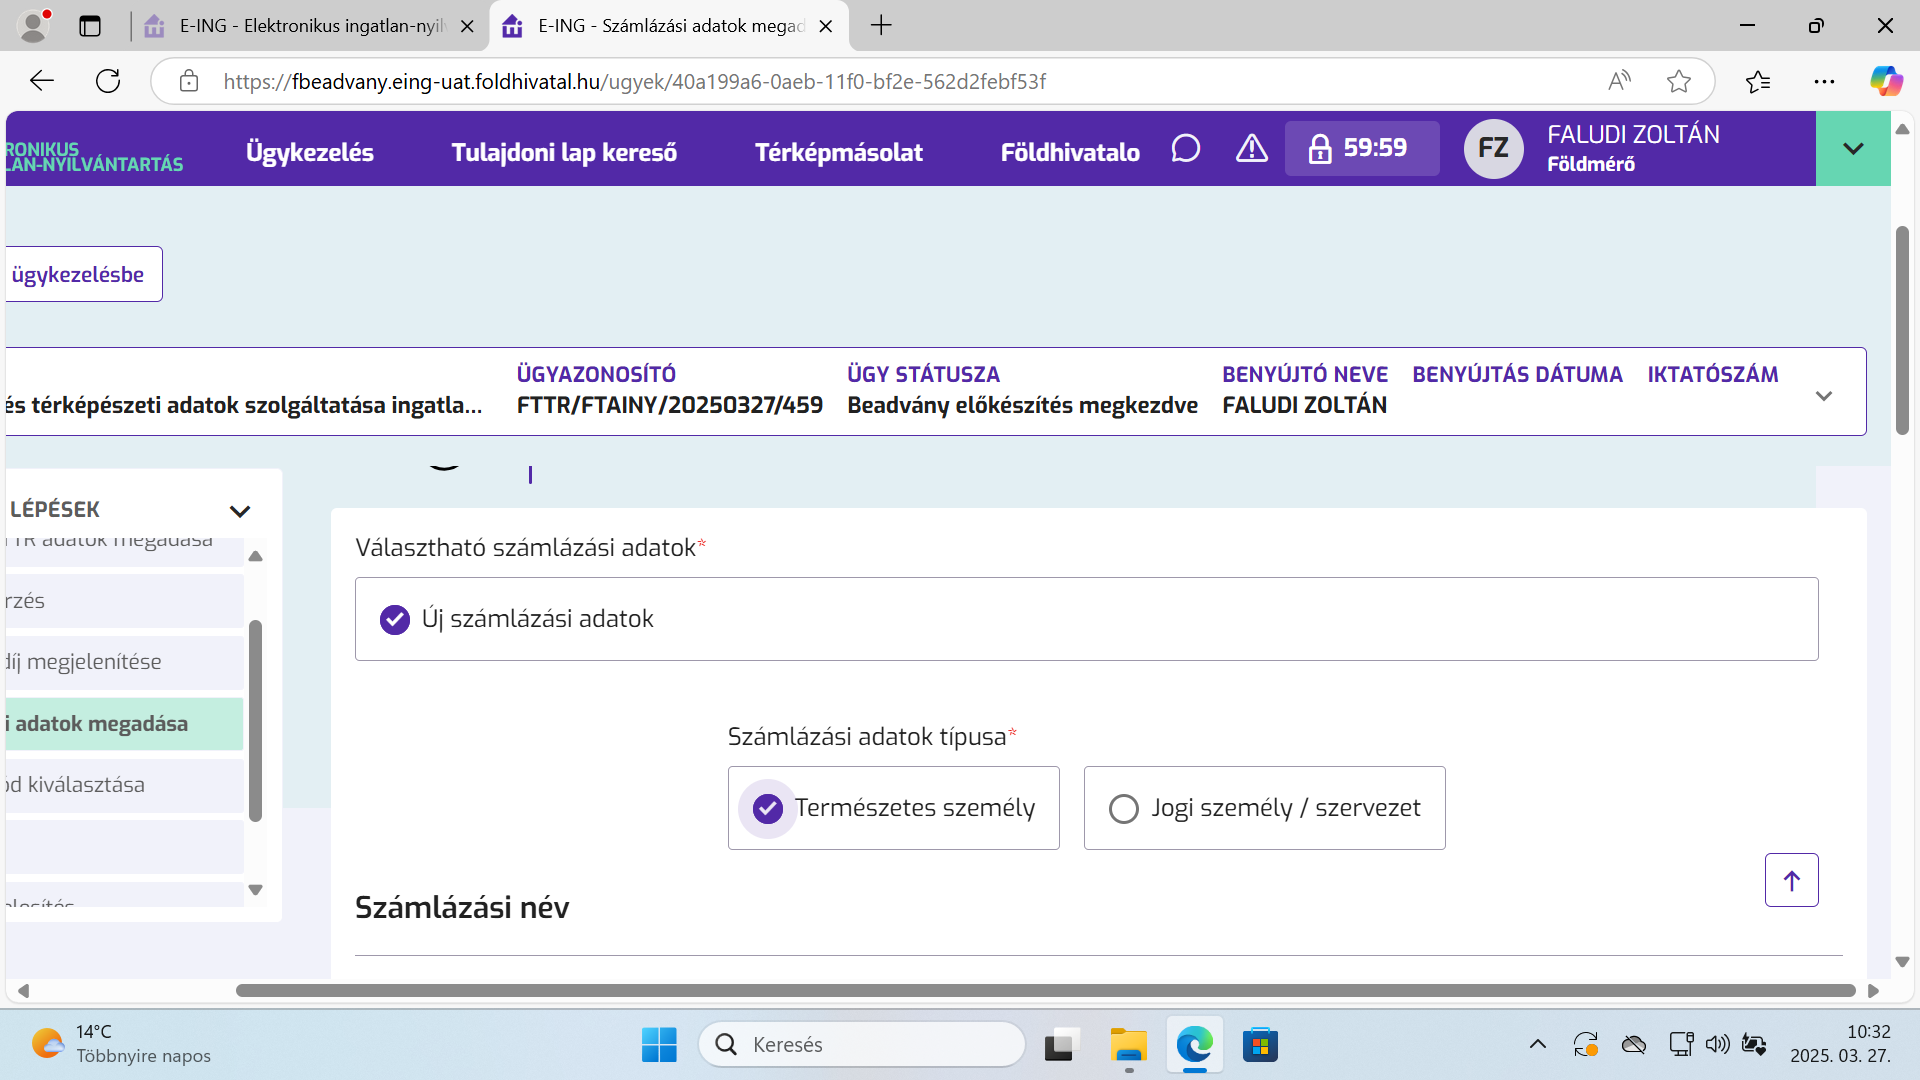 E-ING - Elektronikus ingatlan-nyil
E-ING - Számlázási adatok megad
https://fbeadvany.eing-uat.foldhivatal.hu/ugyek/40a199a6-0aeb-11f0-bf2e-562d2febf53f
RONIKUS
LAN-NYILVÁNTARTÁS
Ügykezelés
Tulajdoni lap kereső
Térképmásolat
Földhivatalo
59:59
FZ
FALUDI ZOLTÁN
Földmérő
ügykezelésbe
ÜGYAZONOSÍTÓ
ÜGY STÁTUSZA
BENYÚJTÓ NEVE
BENYÚJTÁS DÁTUMA
IKTATÓSZÁM
és térképészeti adatok szolgáltatása ingatla...
FTTR/FTAINY/20250327/459
Beadvány előkészítés megkezdve
FALUDI ZOLTÁN
LÉPÉSEK
TR adatok megadása
rzés
díj megjelenítése
i adatok megadása
ód kiválasztása
Választható számlázási adatok*
Új számlázási adatok
Számlázási adatok típusa*
Természetes személy
Jogi személy / szervezet
Számlázási név
14°C
Többnyire napos
Keresés
10:32
2025. 03. 27.